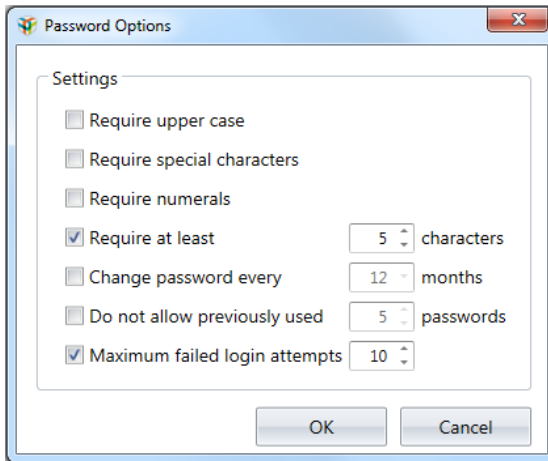 Password Options
Settings
Require upper case
Require special characters
Require numerals
Require at least 5 characters
Change password every 12 months
Do not allow previously used 5 passwords
Maximum failed login attempts 10
OK Cancel